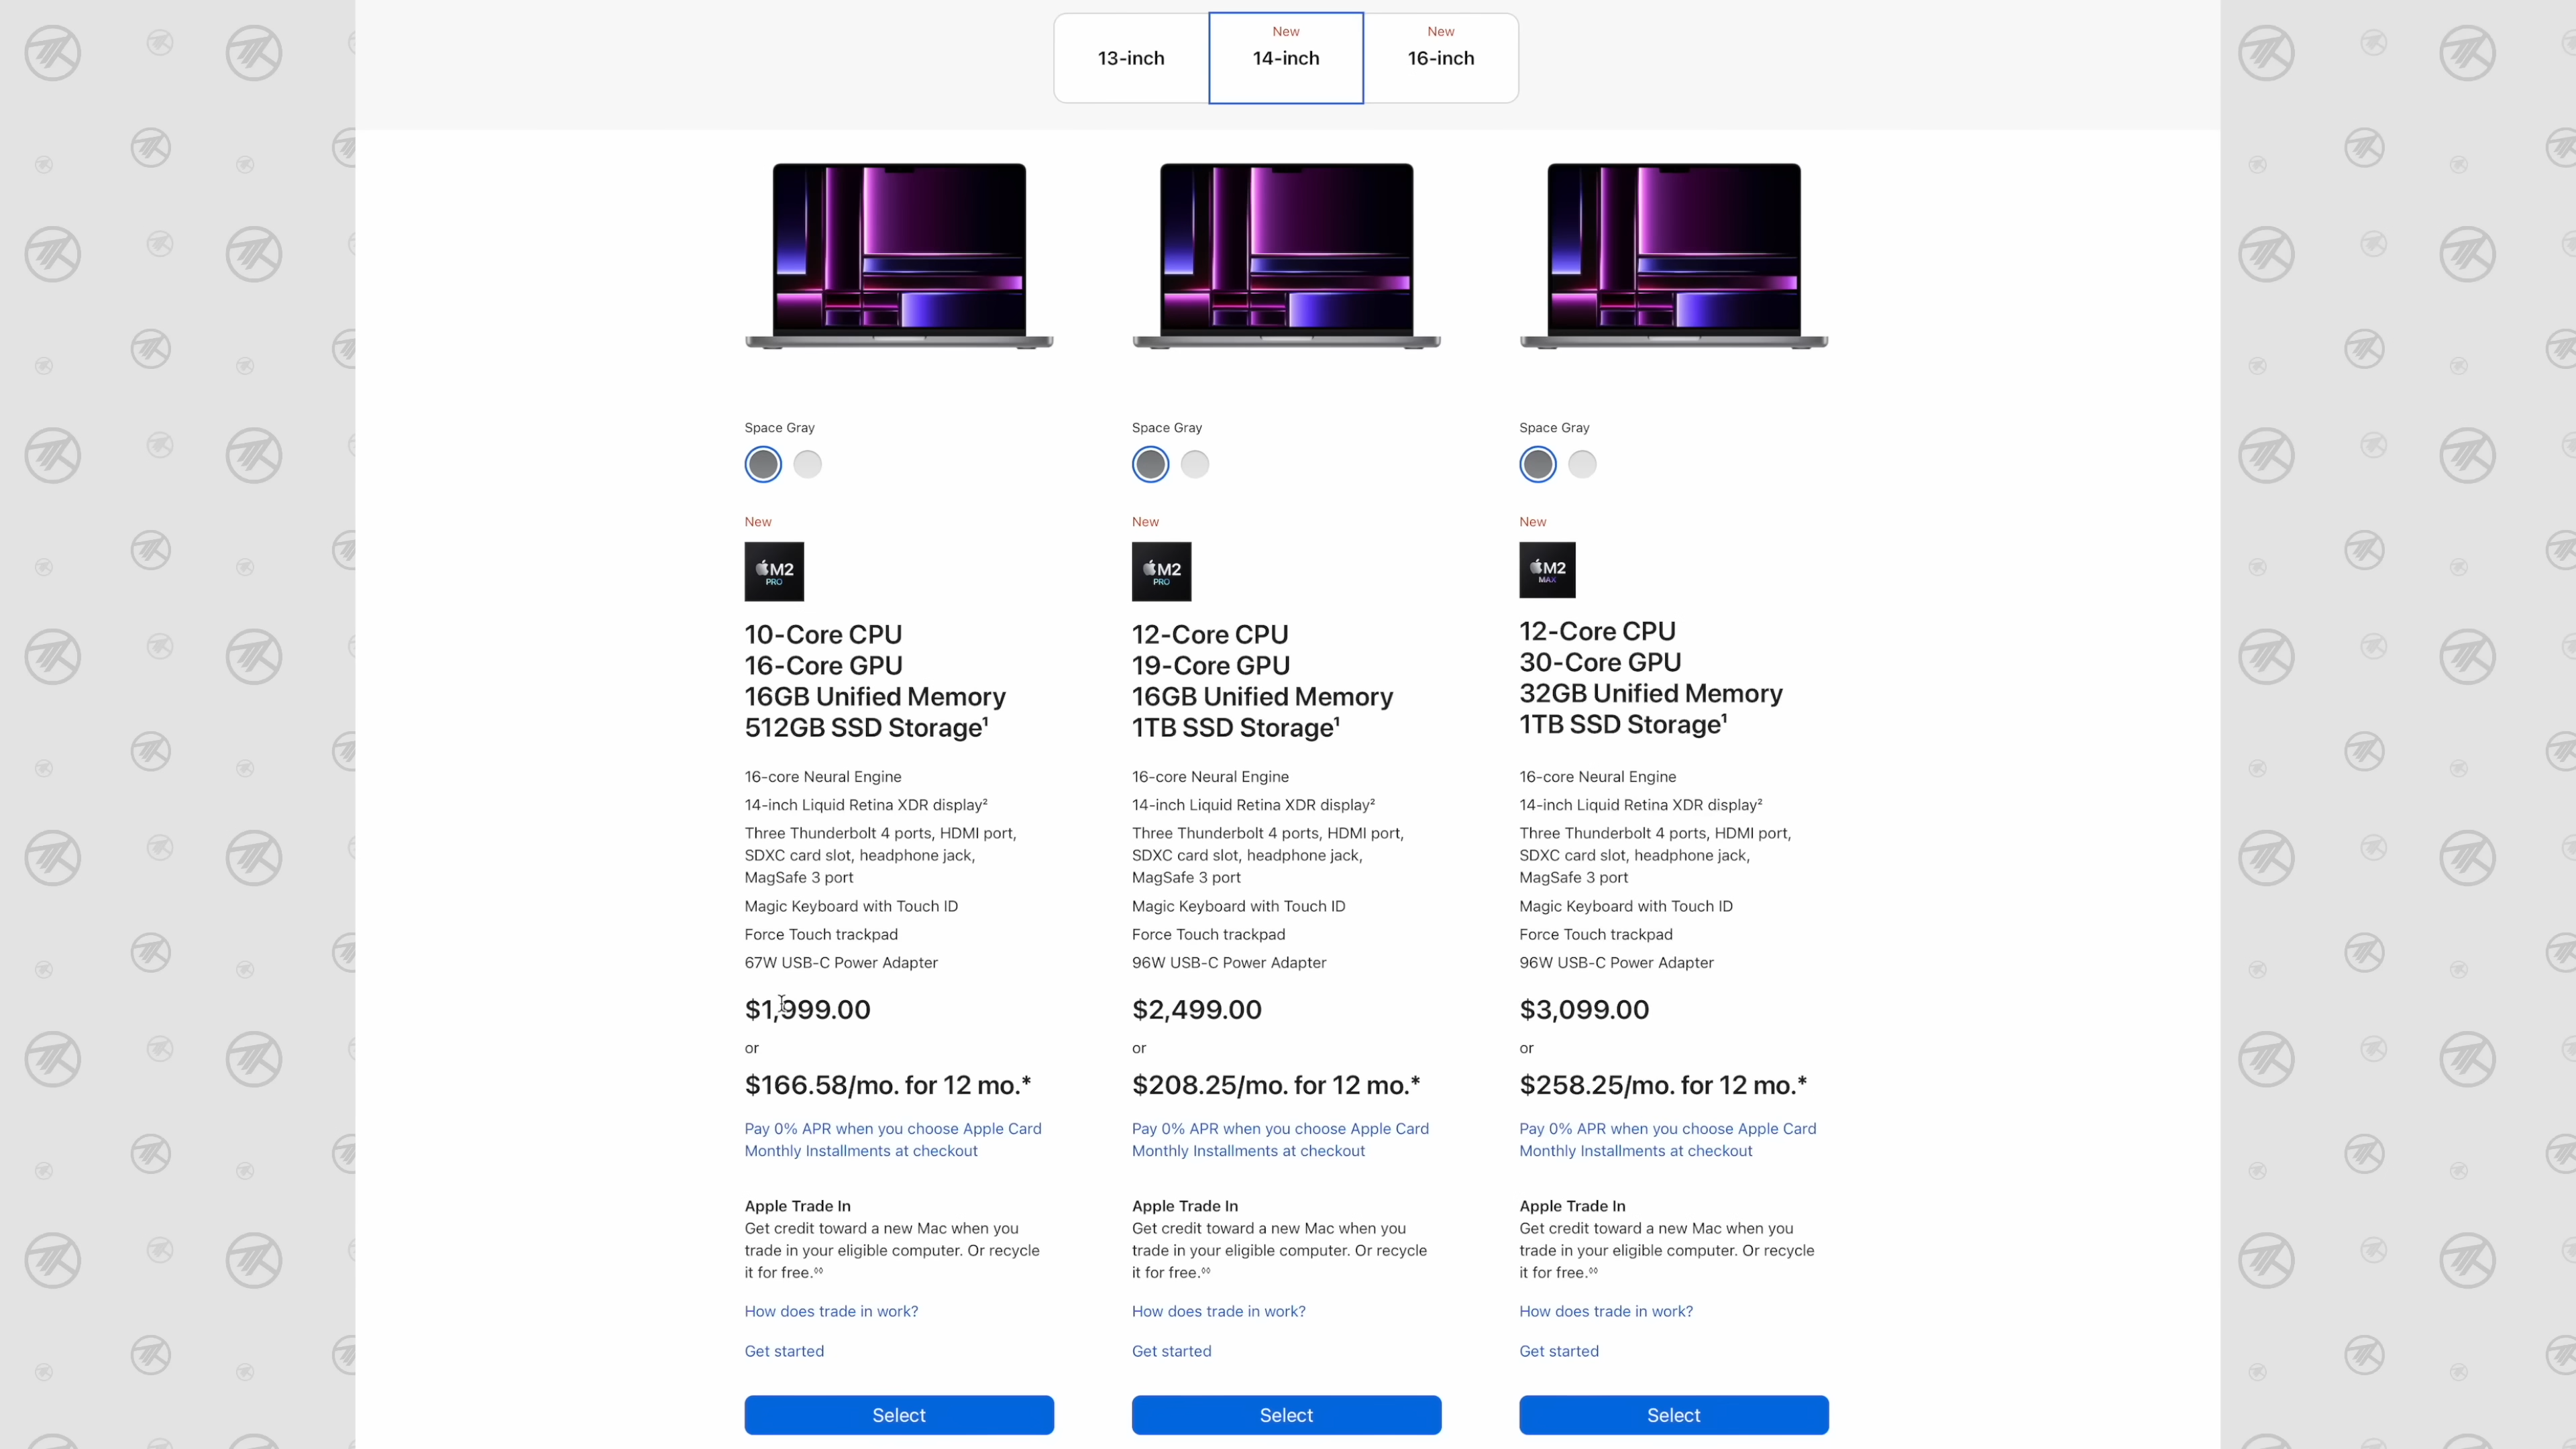 New
New
13-inch
14-inch
16-inch
Space Gray
New
M2
PRO
10-Core CPU
16-Core GPU
16GB Unified Memory
512GB SSD Storage¹
16-core Neural Engine
14-inch Liquid Retina XDR display²
Three Thunderbolt 4 ports, HDMI port,
SDXC card slot, headphone jack,
MagSafe 3 port
Magic Keyboard with Touch ID
Force Touch trackpad
67W USB-C Power Adapter
$1,999.00
or
$166.58/mo. for 12 mo.*
Pay 0% APR when you choose Apple Card
Monthly Installments at checkout
Apple Trade In
Get credit toward a new Mac when you
trade in your eligible computer. Or recycle
it for free.◊◊
How does trade in work?
Get started
Select
Space Gray
New
M2
PRO
12-Core CPU
19-Core GPU
16GB Unified Memory
1TB SSD Storage¹
16-core Neural Engine
14-inch Liquid Retina XDR display²
Three Thunderbolt 4 ports, HDMI port,
SDXC card slot, headphone jack,
MagSafe 3 port
Magic Keyboard with Touch ID
Force Touch trackpad
96W USB-C Power Adapter
$2,499.00
or
$208.25/mo. for 12 mo.*
Pay 0% APR when you choose Apple Card
Monthly Installments at checkout
Apple Trade In
Get credit toward a new Mac when you
trade in your eligible computer. Or recycle
it for free.◊◊
How does trade in work?
Get started
Select
Space Gray
New
M2
MAX
12-Core CPU
30-Core GPU
32GB Unified Memory
1TB SSD Storage¹
16-core Neural Engine
14-inch Liquid Retina XDR display²
Three Thunderbolt 4 ports, HDMI port,
SDXC card slot, headphone jack,
MagSafe 3 port
Magic Keyboard with Touch ID
Force Touch trackpad
96W USB-C Power Adapter
$3,099.00
or
$258.25/mo. for 12 mo.*
Pay 0% APR when you choose Apple Card
Monthly Installments at checkout
Apple Trade In
Get credit toward a new Mac when you
trade in your eligible computer. Or recycle
it for free.◊◊
How does trade in work?
Get started
Select